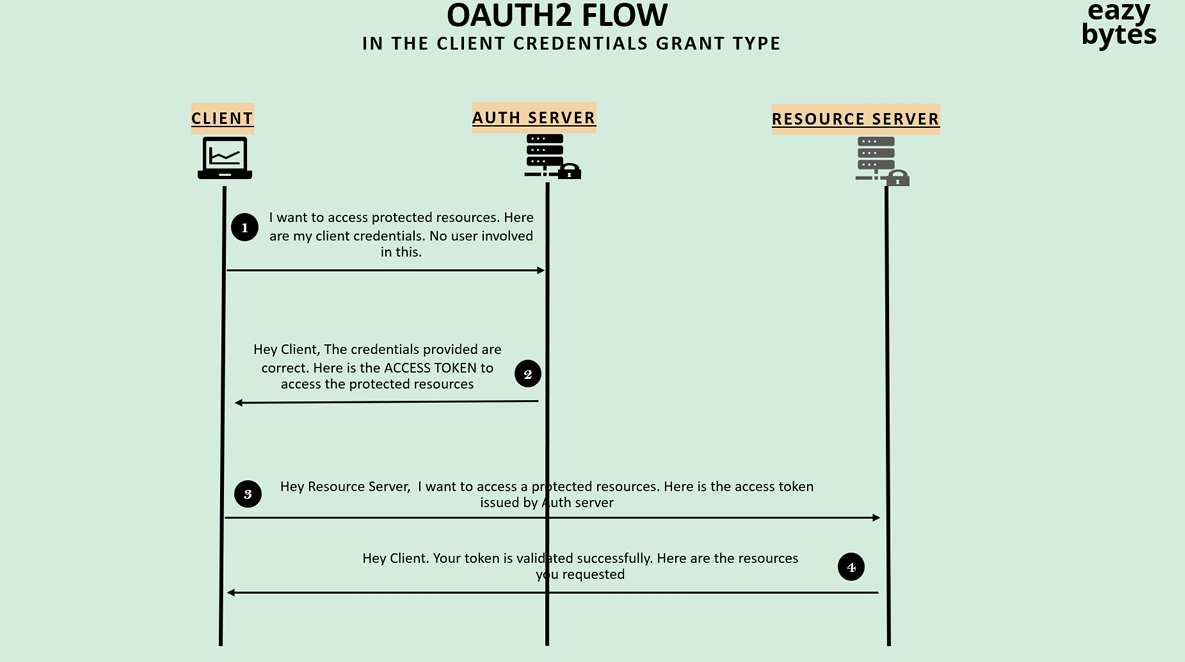 OAUTH2 FLOW
IN THE CLIENT CREDENTIALS GRANT TYPE
eazy
bytes
CLIENT
AUTH SERVER
RESOURCE SERVER
1
I want to access protected resources. Here
are my client credentials. No user involved
in this.
Hey Client, The credentials provided are
correct. Here is the ACCESS TOKEN to
access the protected resources
2
3
Hey Resource Server,  I want to access a protected resources. Here is the access token
issued by Auth server
Hey Client. Your token is validated successfully. Here are the resources
you requested
4